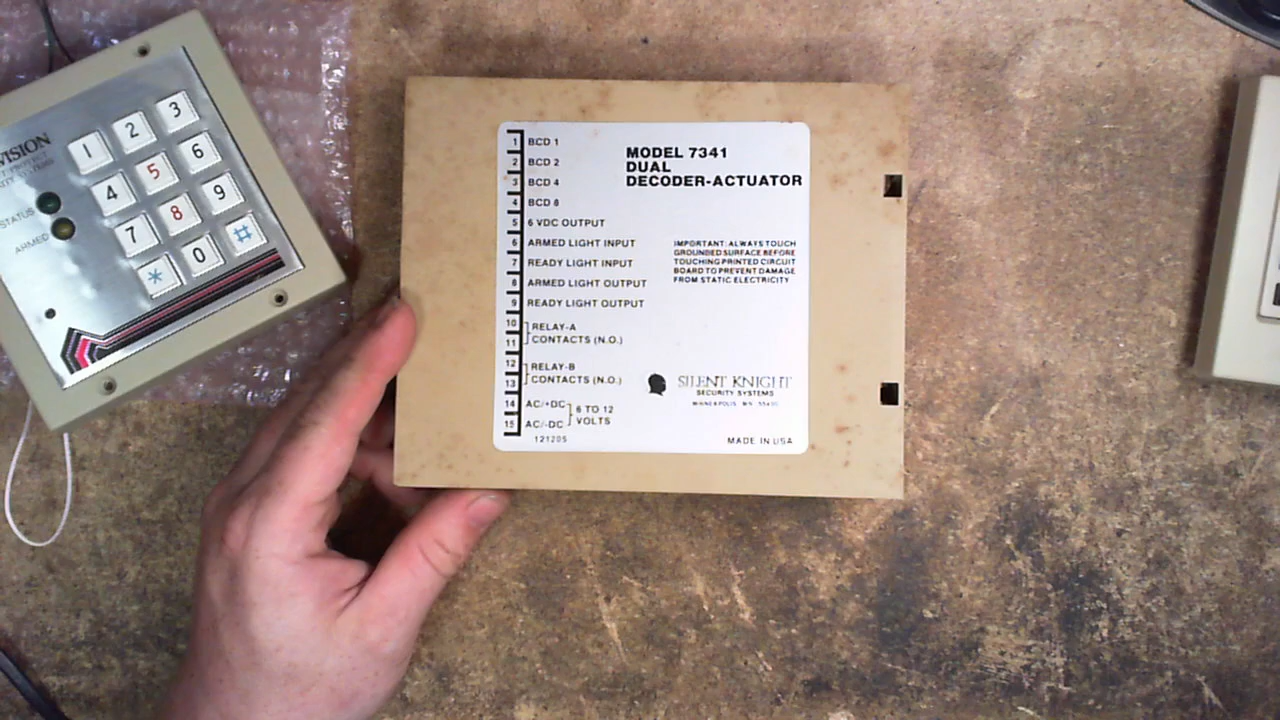 VISION
STATUS
ARMED
1 2 3
4 5 6
7 8 9
* 0 #
MODEL 7341
DUAL
DECODER-ACTUATOR
1 BCD 1
2 BCD 2
3 BCD 4
4 BCD 8
5 6 VDC OUTPUT
6 ARMED LIGHT INPUT
7 READY LIGHT INPUT
8 ARMED LIGHT OUTPUT
9 READY LIGHT OUTPUT
10 RELAY-A
11 CONTACTS (N.O.)
12 RELAY-B
13 CONTACTS (N.O.)
14 AC/+DC
15 AC/-DC
6 TO 12
VOLTS
121205
IMPORTANT: ALWAYS TOUCH
GROUNDED SURFACE BEFORE
TOUCHING PRINTED CIRCUIT
BOARD TO PREVENT DAMAGE
FROM STATIC ELECTRICITY
SILENT KNIGHT
SECURITY SYSTEMS
MINNEAPOLIS, MN
MADE IN USA